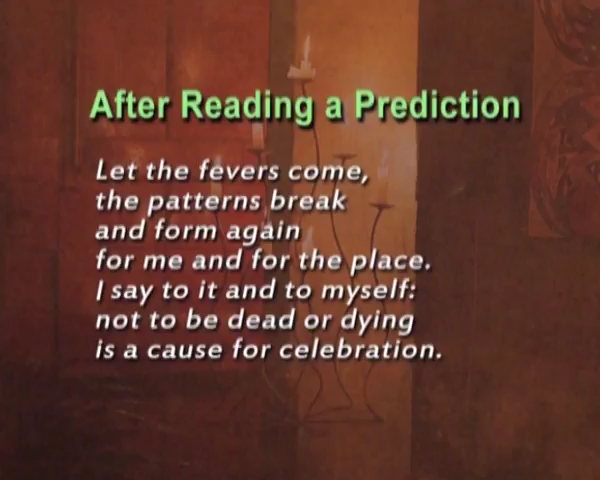 After Reading a Prediction
Let the fevers come,
the patterns break
and form again
for me and for the place.
I say to it and to myself:
not to be dead or dying
is a cause for celebration.